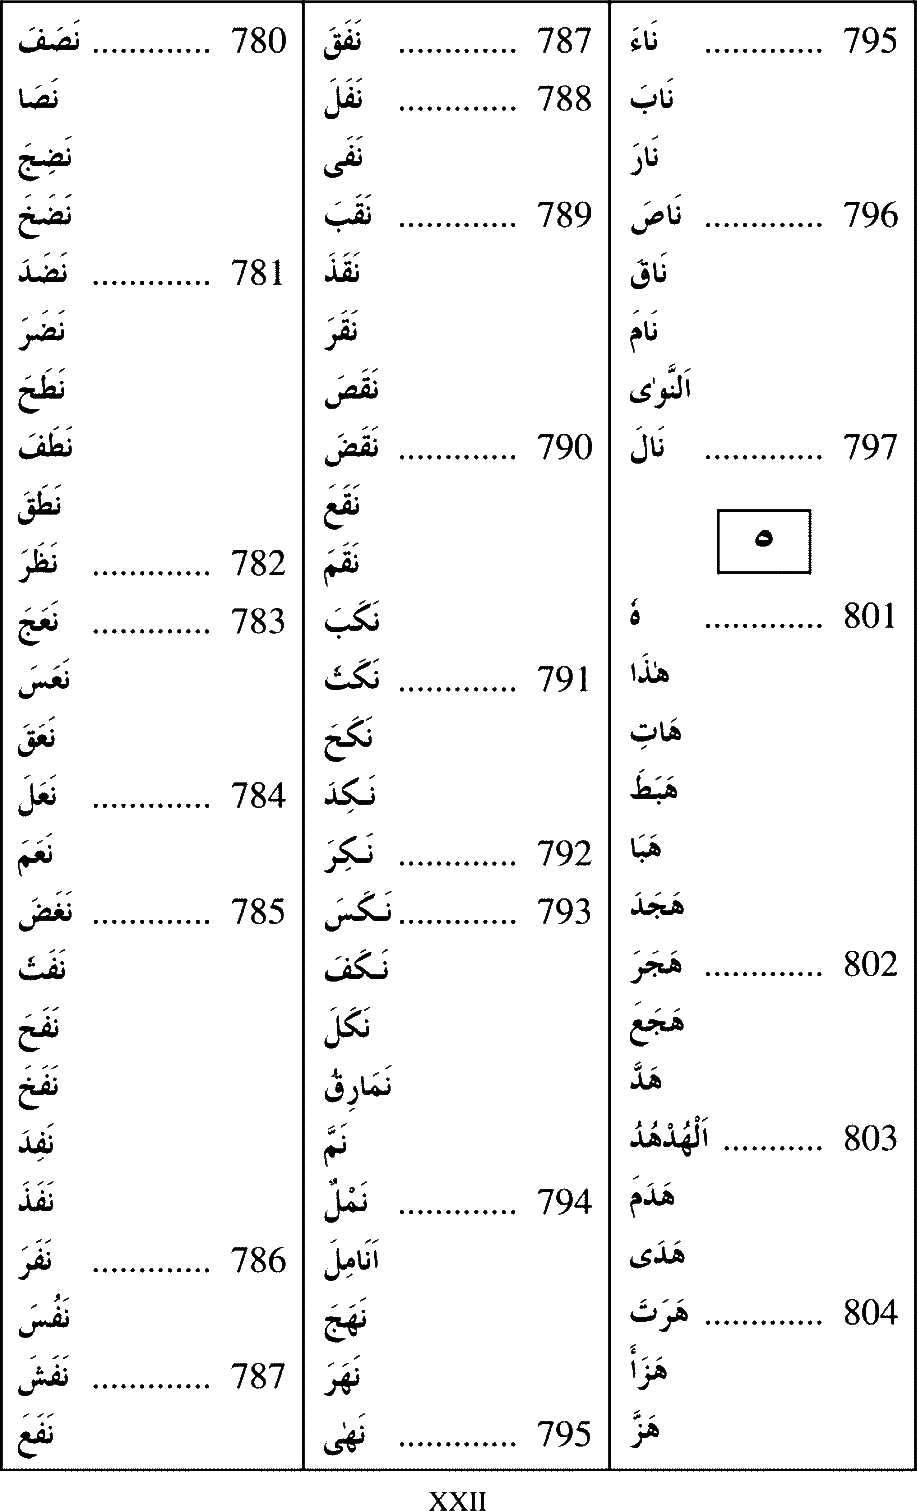 نَصَفَ ............. 780
نَصَا
نَضِجَ
نَضَخَ
نَضَدَ ............. 781
نَضَرَ
نَطَحَ
نَطَفَ
نَطَقَ
نَظَرَ ............. 782
نَعَجَ ............. 783
نَعَسَ
نَعَقَ
نَعَلَ ............. 784
نَعَمَ
نَغَضَ ............. 785
نَفَثَ
نَفَحَ
نَفَخَ
نَفِدَ
نَفَذَ
نَفَرَ ............. 786
نَفُسَ
نَفَشَ ............. 787
نَفَعَ
نَفَقَ ............. 787
نَفَلَ ............. 788
نَفَى
نَقَبَ ............. 789
نَقَذَ
نَقَرَ
نَقَصَ
نَقَضَ ............. 790
نَقَعَ
نَقَمَ
نَكَبَ
نَكَثَ ............. 791
نَكَحَ
نَكِدَ
نَكِرَ ............. 792
نَكَسَ ............. 793
نَكَفَ
نَكَلَ
نَمَارِقُ
نَمَّ
نَمْلٌ ............. 794
اَنَامِلَ
نَهَجَ
نَهَرَ
نَهٰى ............. 795
نَاءَ ............. 795
نَابَ
نَارَ
نَاصَ ............. 796
نَاقَ
نَامَ
اَلنَّوٰى
نَالَ ............. 797
ه
هٗ ............. 801
هٰذَا
هَاتِ
هَبَطَ
هَبَا
هَجَدَ
هَجَرَ ............. 802
هَجَعَ
هَدَّ
اَلْهُدْهُدُ ........... 803
هَدَمَ
هَدَى
هَرَتَ ............. 804
هَزَأَ
هَزَّ
XXII